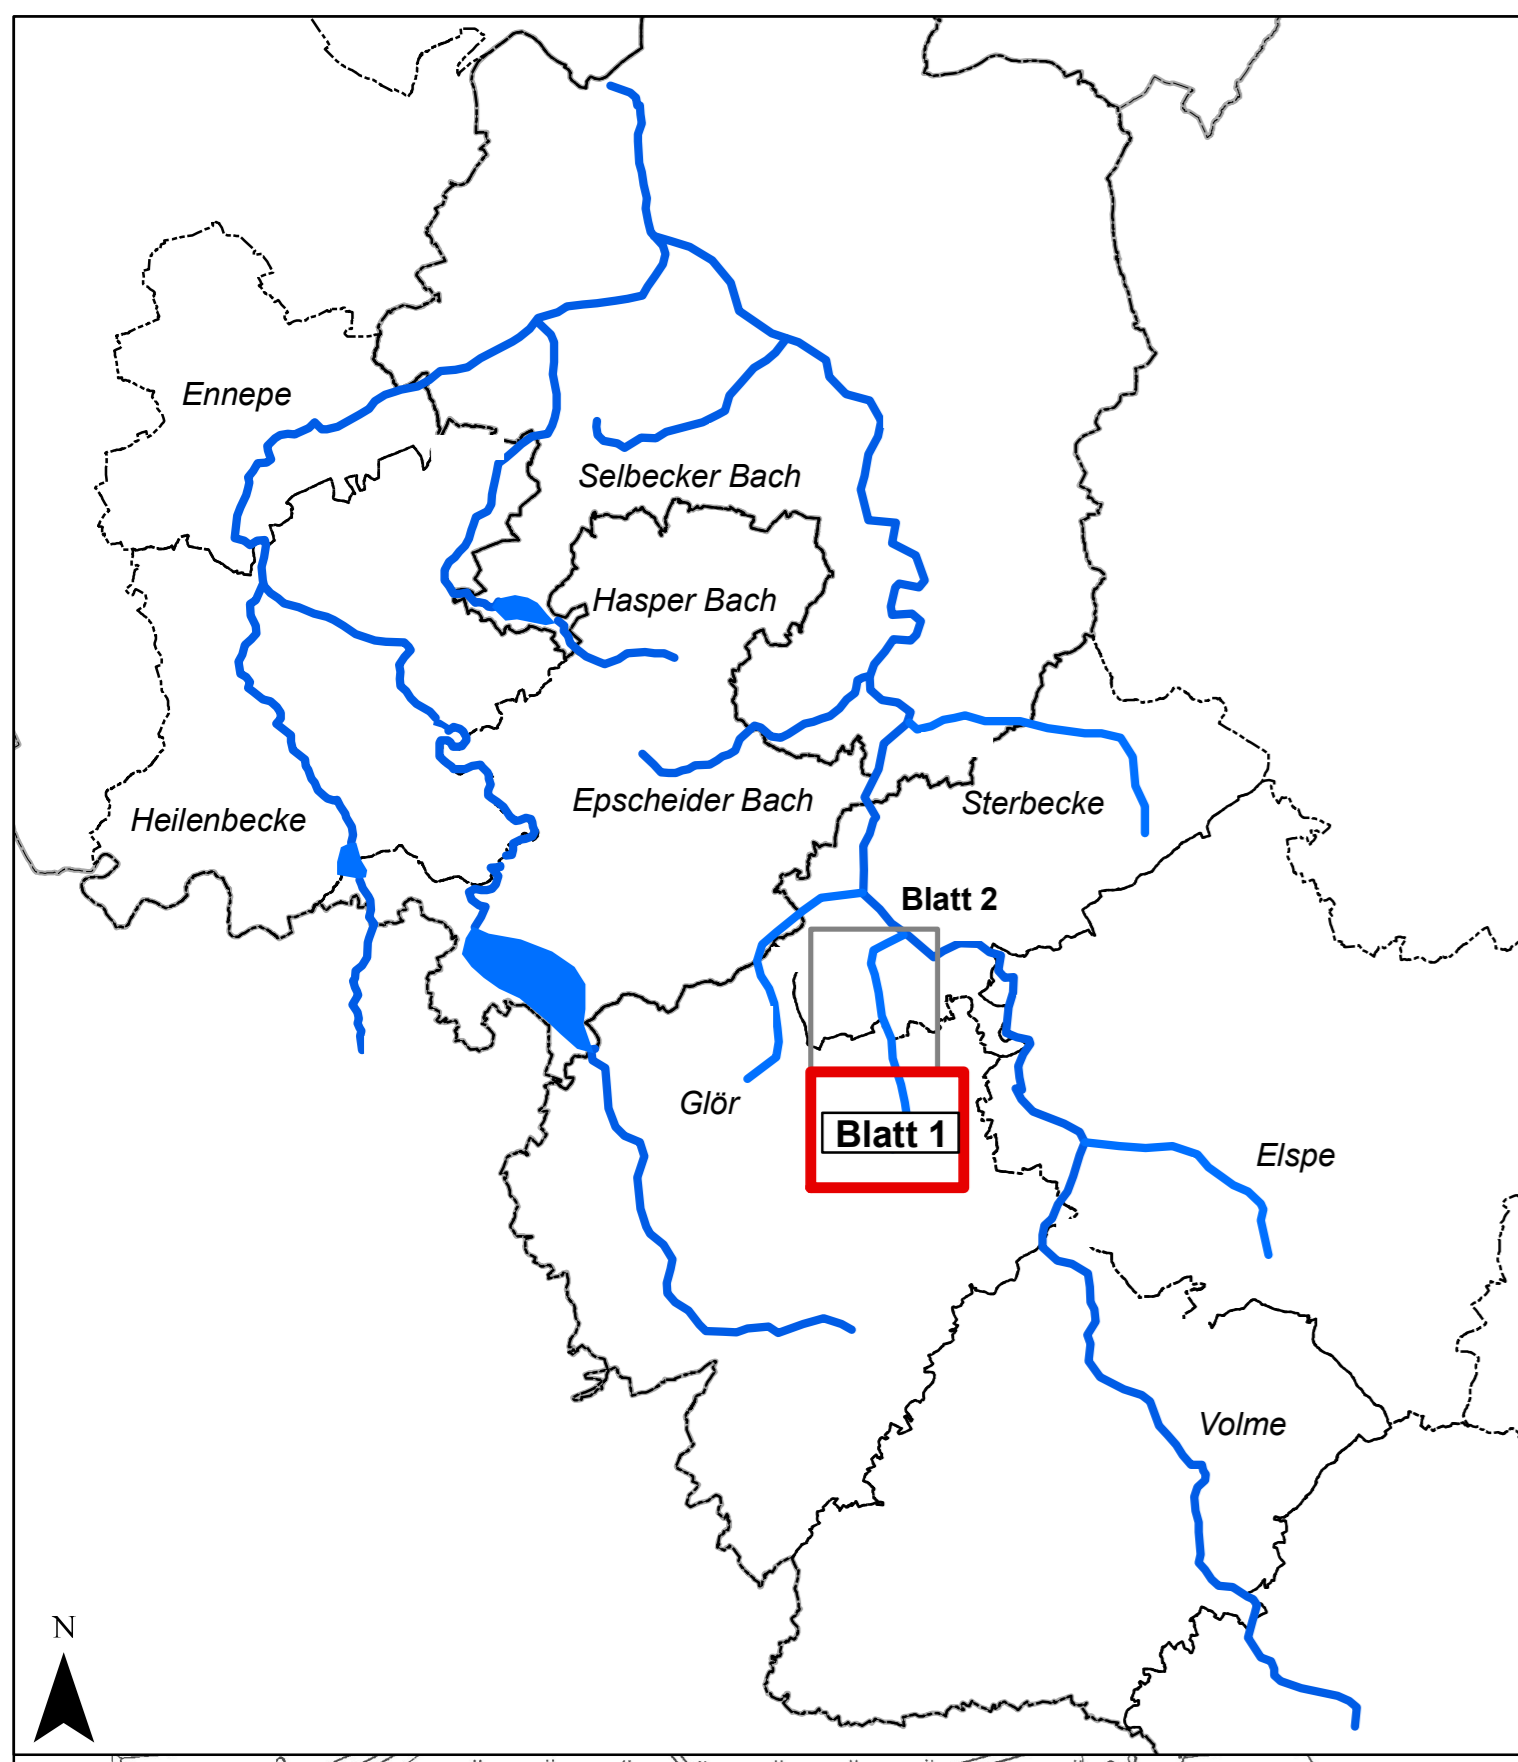 Ennepe
Selbecker Bach
Hasper Bach
Epscheider Bach
Sterbecke
Heilenbecke
Blatt 2
Glör
Blatt 1
Elspe
Volme
N